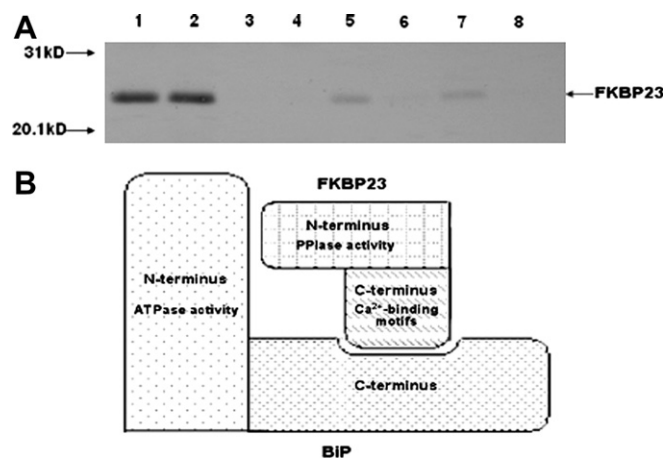 A
1 2 3 4 5 6 7 8
31kD
FKBP23
20.1kD
B
FKBP23
N-terminus
PPIase activity
N-terminus
ATPase activity
C-terminus
Ca²⁺-binding
motifs
C-terminus
BiP